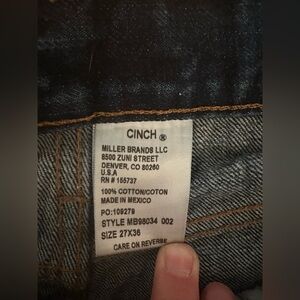 CINCH ®
MILLER BRANDS LLC
8500 ZUNI STREET
DENVER, CO 80260
U.S.A
RN # 155737
100% COTTON/COTON
MADE IN MEXICO
PO:109279
STYLE MB98034 002
SIZE 27X36
CARE ON REVERSE